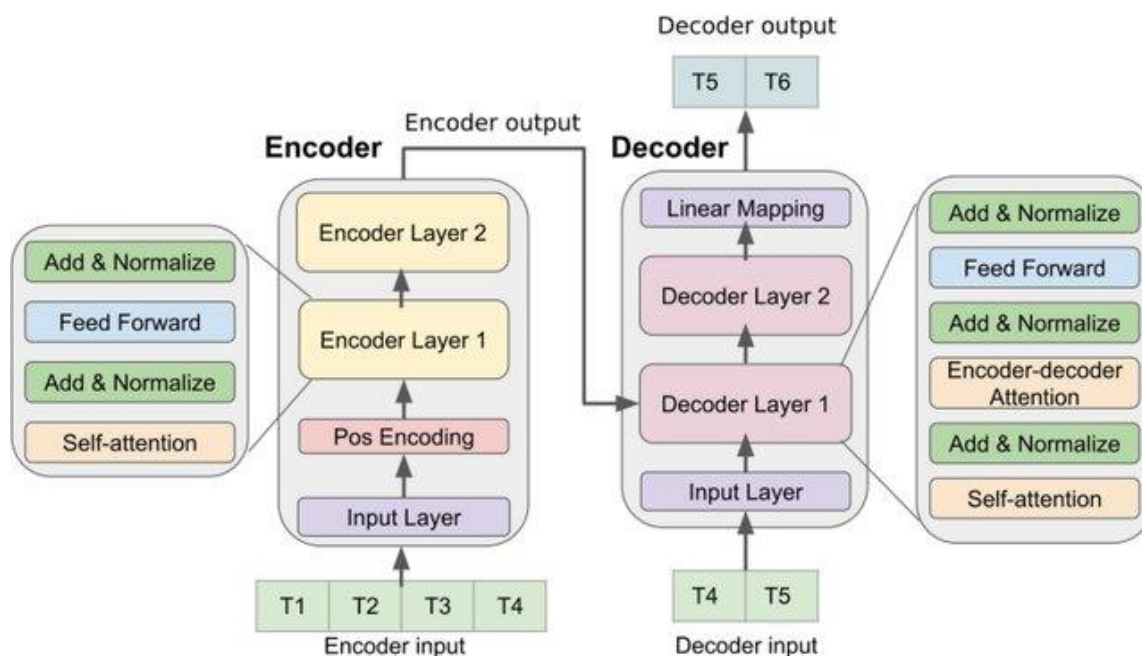 Decoder output
T5 T6
Encoder output
Encoder
Decoder
Encoder Layer 2
Encoder Layer 1
Pos Encoding
Input Layer
T1 T2 T3 T4
Encoder input
Add & Normalize
Feed Forward
Add & Normalize
Self-attention
Linear Mapping
Decoder Layer 2
Decoder Layer 1
Input Layer
T4 T5
Decoder input
Add & Normalize
Feed Forward
Add & Normalize
Encoder-decoder
Attention
Add & Normalize
Self-attention